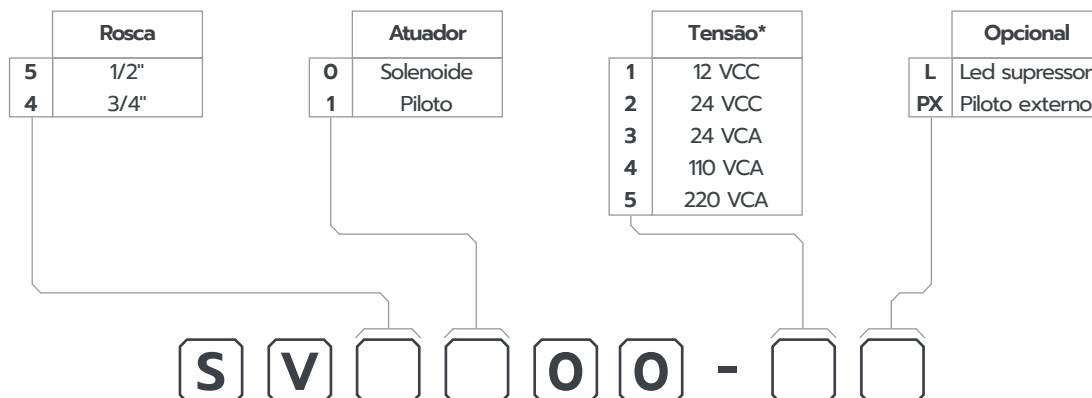 Rosca
5 1/2"
4 3/4"
Atuador
0 Solenoide
1 Piloto
Tensão*
1 12 VCC
2 24 VCC
3 24 VCA
4 110 VCA
5 220 VCA
Opcional
L Led supressor
PX Piloto externo
S V 0 0 -